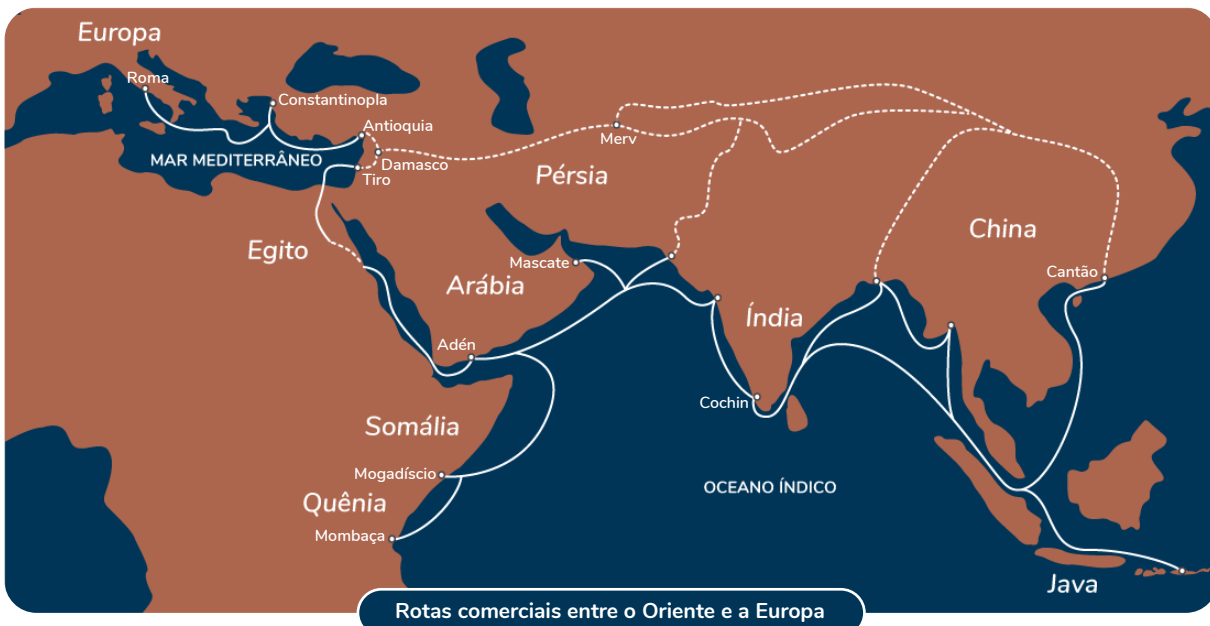 Europa
Roma
Constantinopla
Antioquia
MAR MEDITERRÂNEO
Damasco
Tiro
Merv
Pérsia
China
Egito
Mascate
Arábia
Cantão
Índia
Adén
Cochin
Somália
Mogadíscio
OCEANO ÍNDICO
Quênia
Mombaça
Java
Rotas comerciais entre o Oriente e a Europa